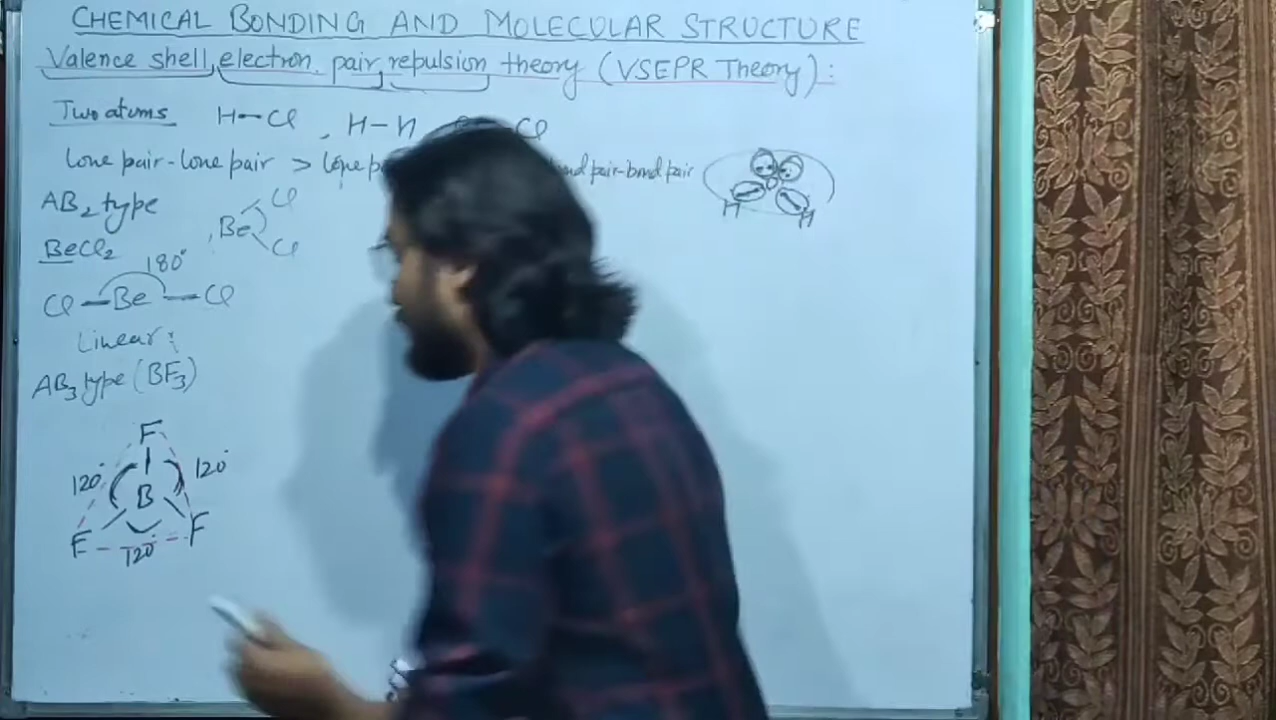 CHEMICAL BONDING AND MOLECULAR STRUCTURE
Valence shell, electron pair repulsion theory (VSEPR Theory) :
Two atoms H-Cl , H-H Cl
Lone pair-Lone pair > Lone pair-bond pair
AB2 type
BeCl2
Be Cl Cl
180°
Cl - Be - Cl
Linear:
AB3 type (BF3)
F
120° 120°
B
F F
120°
H H